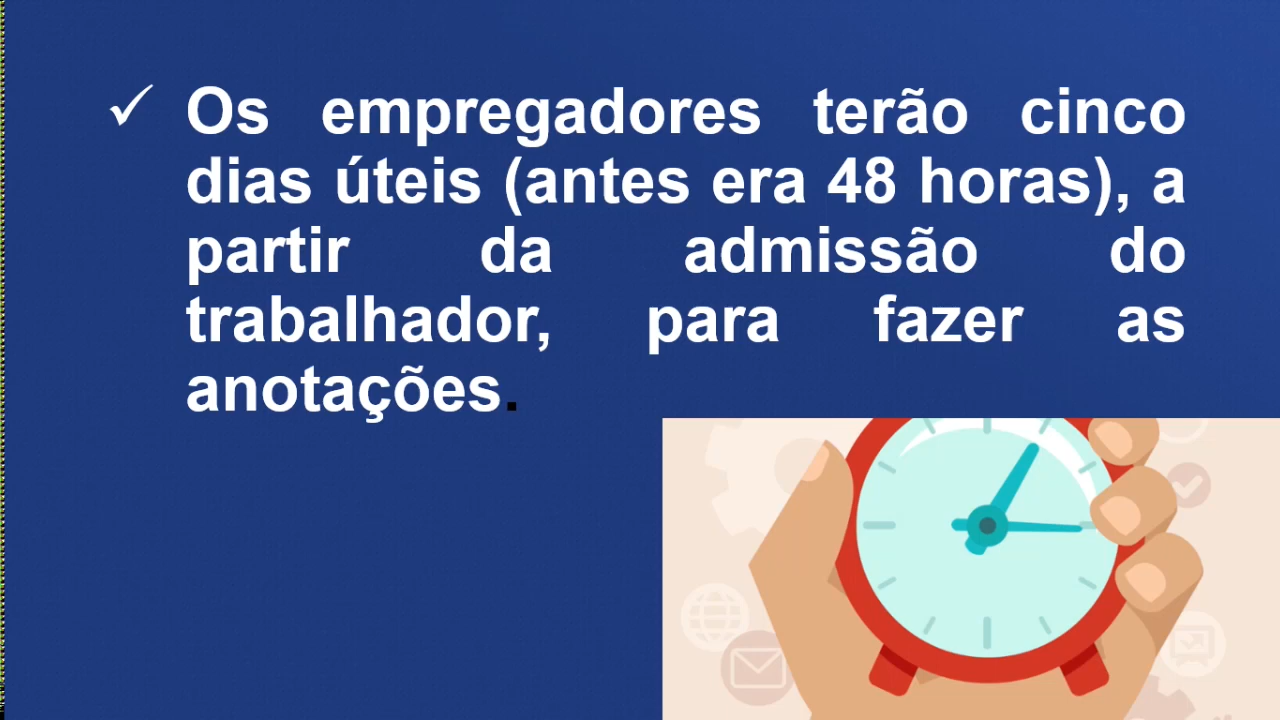 ✓ Os empregadores terão cinco
dias úteis (antes era 48 horas), a
partir da admissão do
trabalhador, para fazer as
anotações.